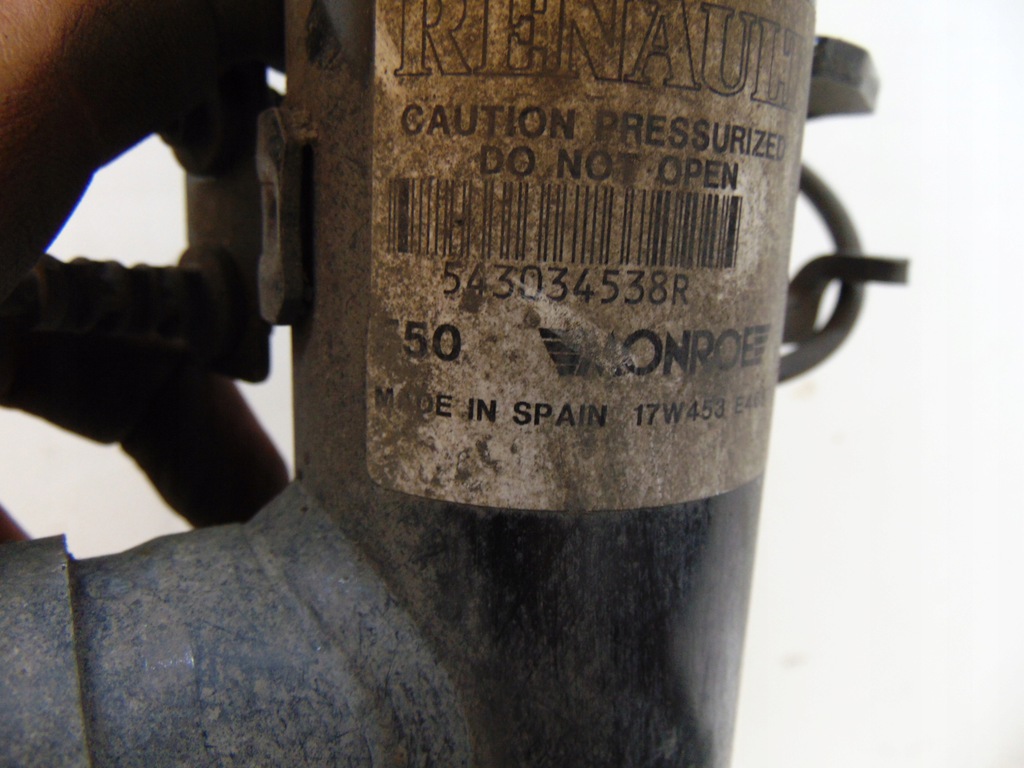 RENAULT
CAUTION PRESSURIZED
DO NOT OPEN
543034538R
50 MONROE
MADE IN SPAIN 17W453